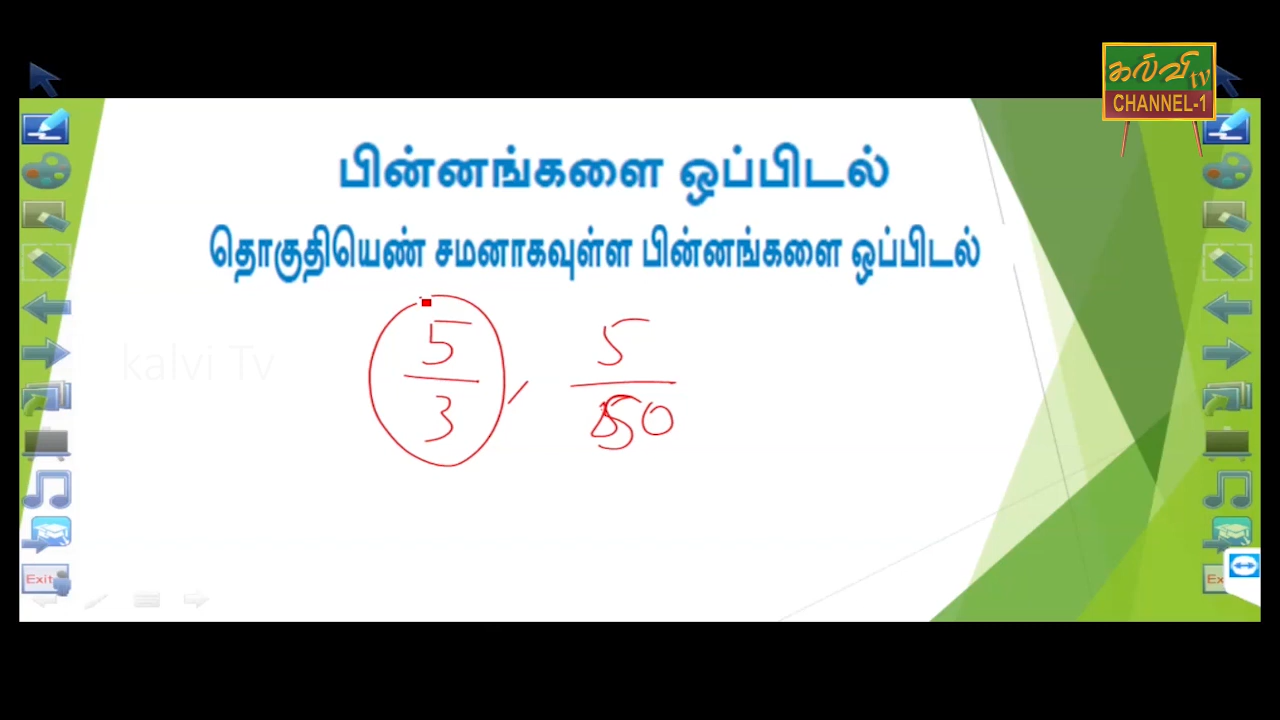 கல்வி tv
CHANNEL-1
பின்னங்களை ஒப்பிடல்
தொகுதியெண் சமனாகவுள்ள பின்னங்களை ஒப்பிடல்
5 5
3 , 50
kalvi Tv
Exit
Ex